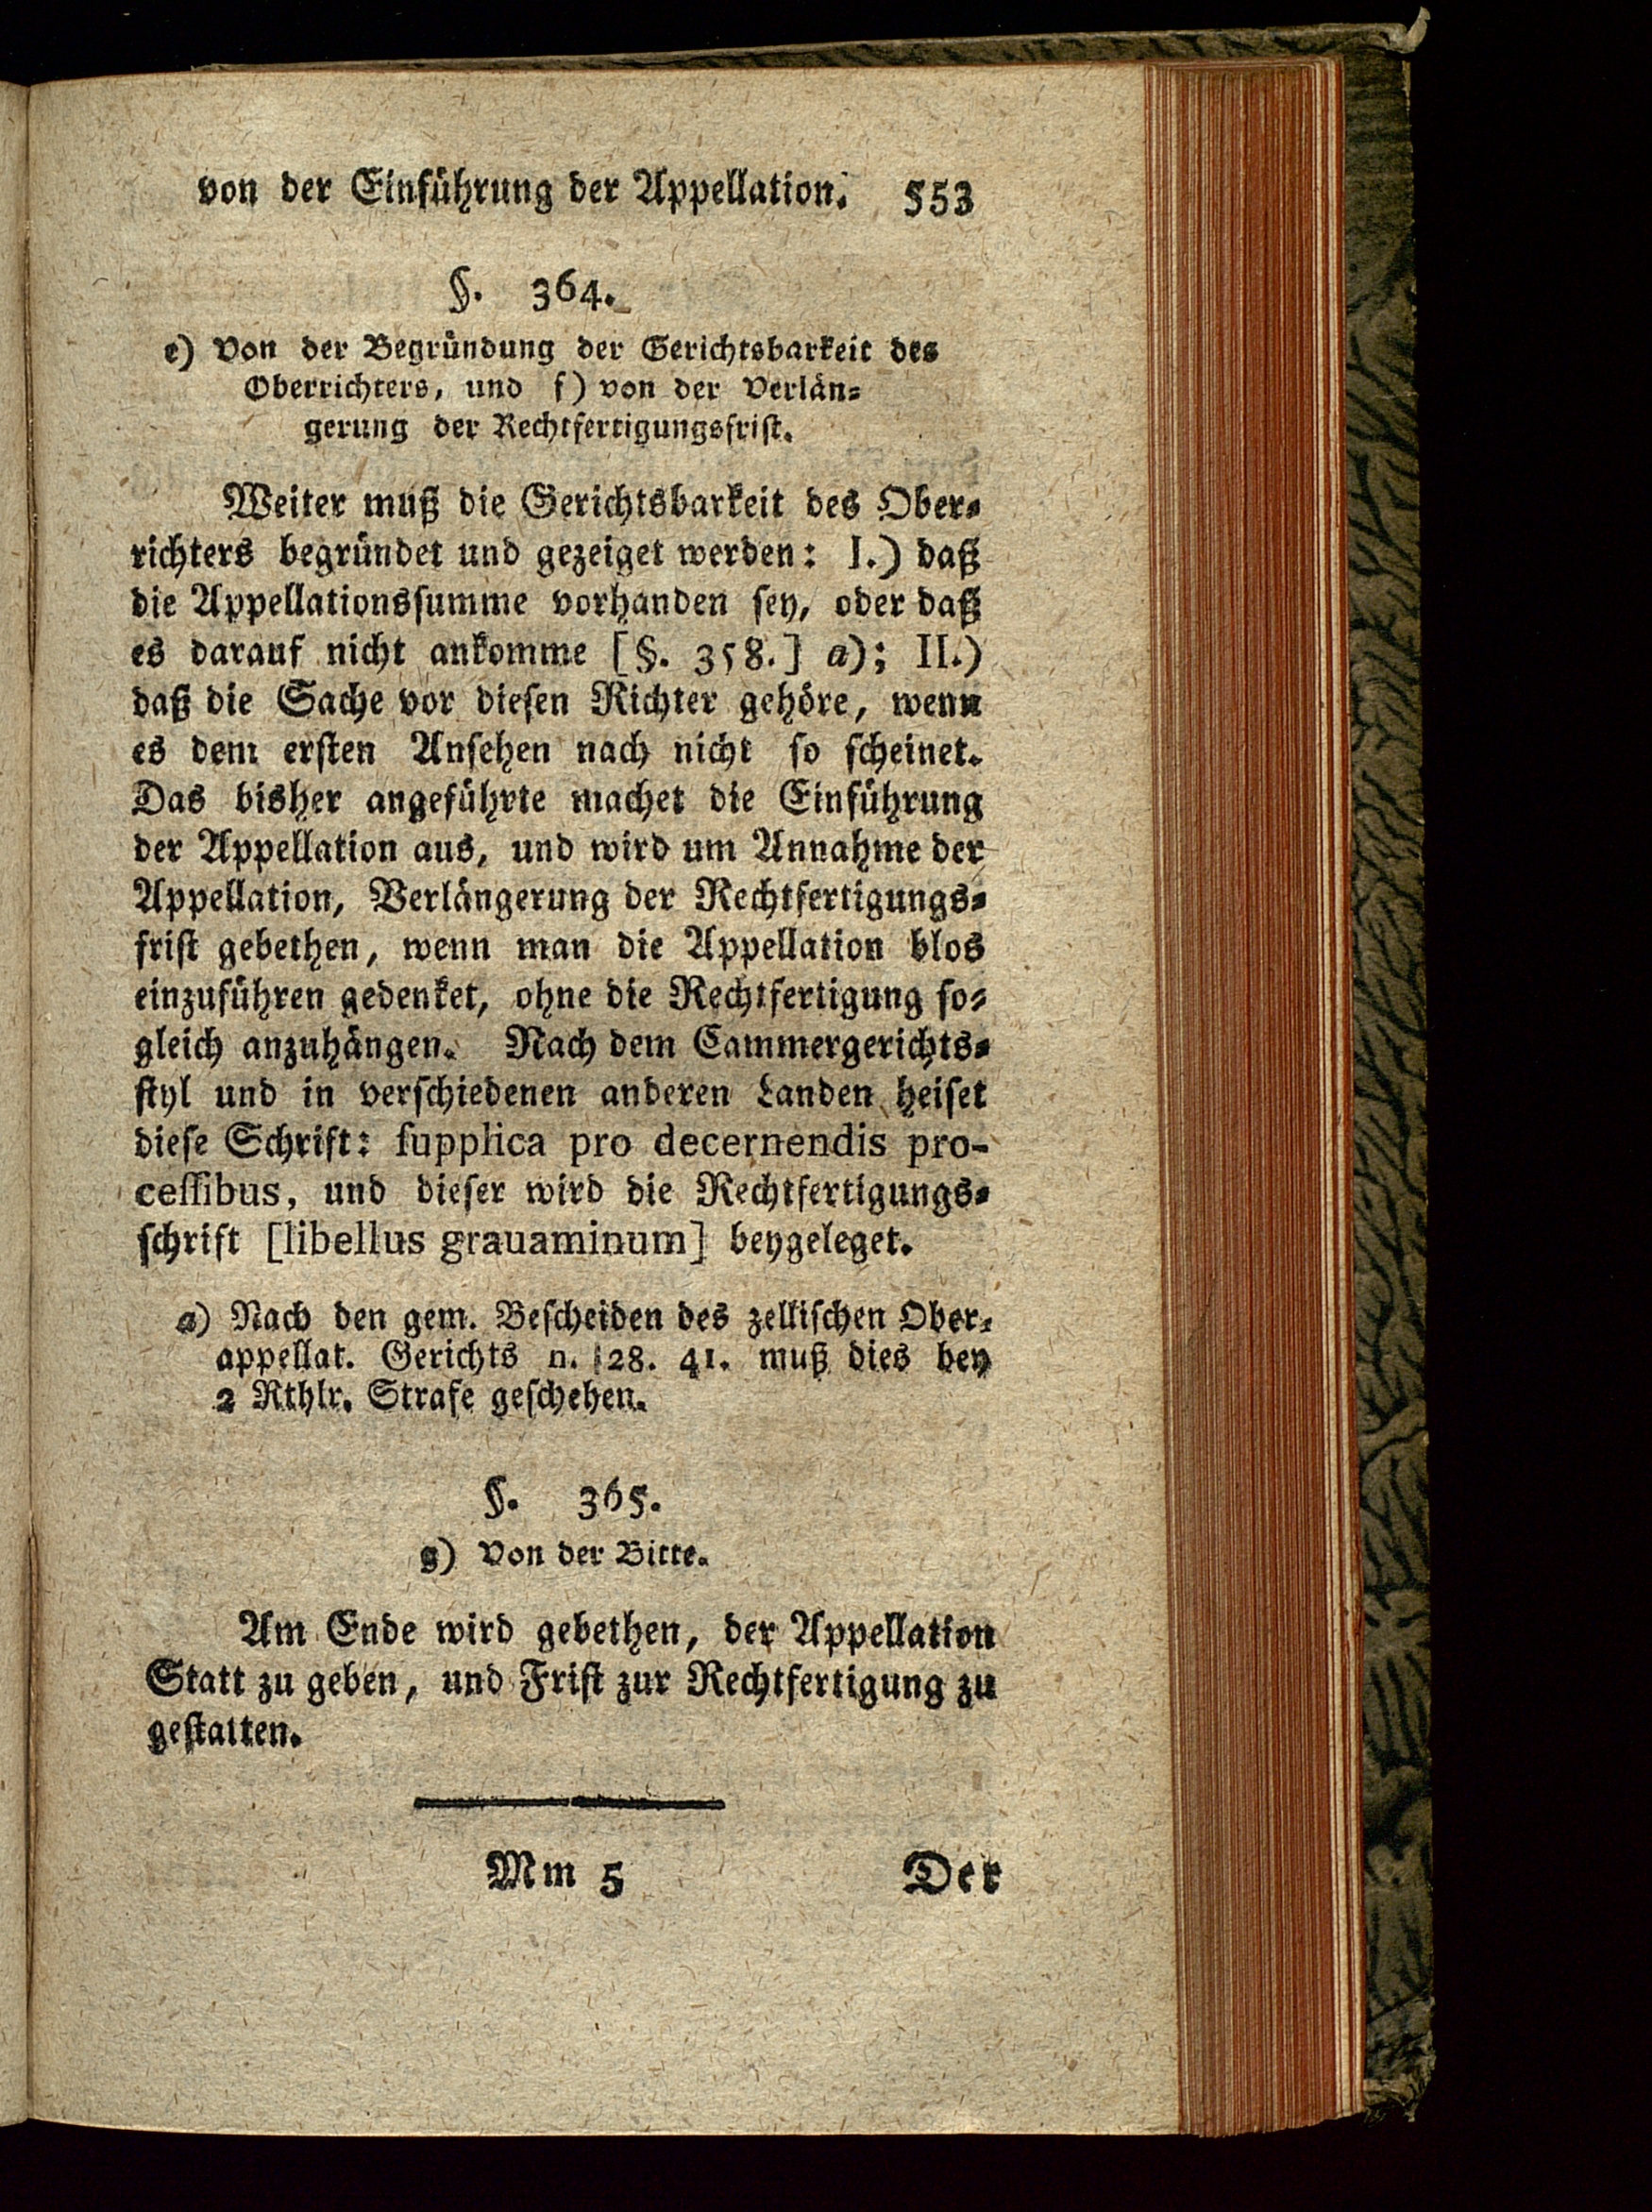 von der Einführung der Appellation. 553
§. 364.
e) Von der Begründung der Gerichtsbarkeit des
Oberrichters, und f) von der Verlän⸗
gerung der Rechtfertigungsfrist.
Weiter muß die Gerichtsbarkeit des Ober⸗
richters begründet und gezeiget werden: I.) daß
die Appellationssumme vorhanden sey, oder daß
es darauf nicht ankomme [§. 358.] a); II.)
daß die Sache vor diesen Richter gehöre, wenn
es dem ersten Ansehen nach nicht so scheinet.
Das bisher angeführte machet die Einführung
der Appellation aus, und wird um Annahme der
Appellation, Verlängerung der Rechtfertigungs⸗
frist gebethen, wenn man die Appellation blos
einzuführen gedenket, ohne die Rechtfertigung so⸗
gleich anzuhängen. Nach dem Cammergerichts⸗
styl und in verschiedenen anderen Landen heiset
diese Schrift: supplica pro decernendis pro-
cessibus, und dieser wird die Rechtfertigungs⸗
schrift [libellus grauaminum] beygeleget.
a) Nach den gem. Bescheiden des zellischen Ober⸗
appellat. Gerichts n. 28. 41. muß dies bey
2 Rthlr. Strafe geschehen.
§. 365.
g) Von der Bitte.
Am Ende wird gebethen, der Appellation
Statt zu geben, und Frist zur Rechtfertigung zu
gestatten.
Mm 5 Der